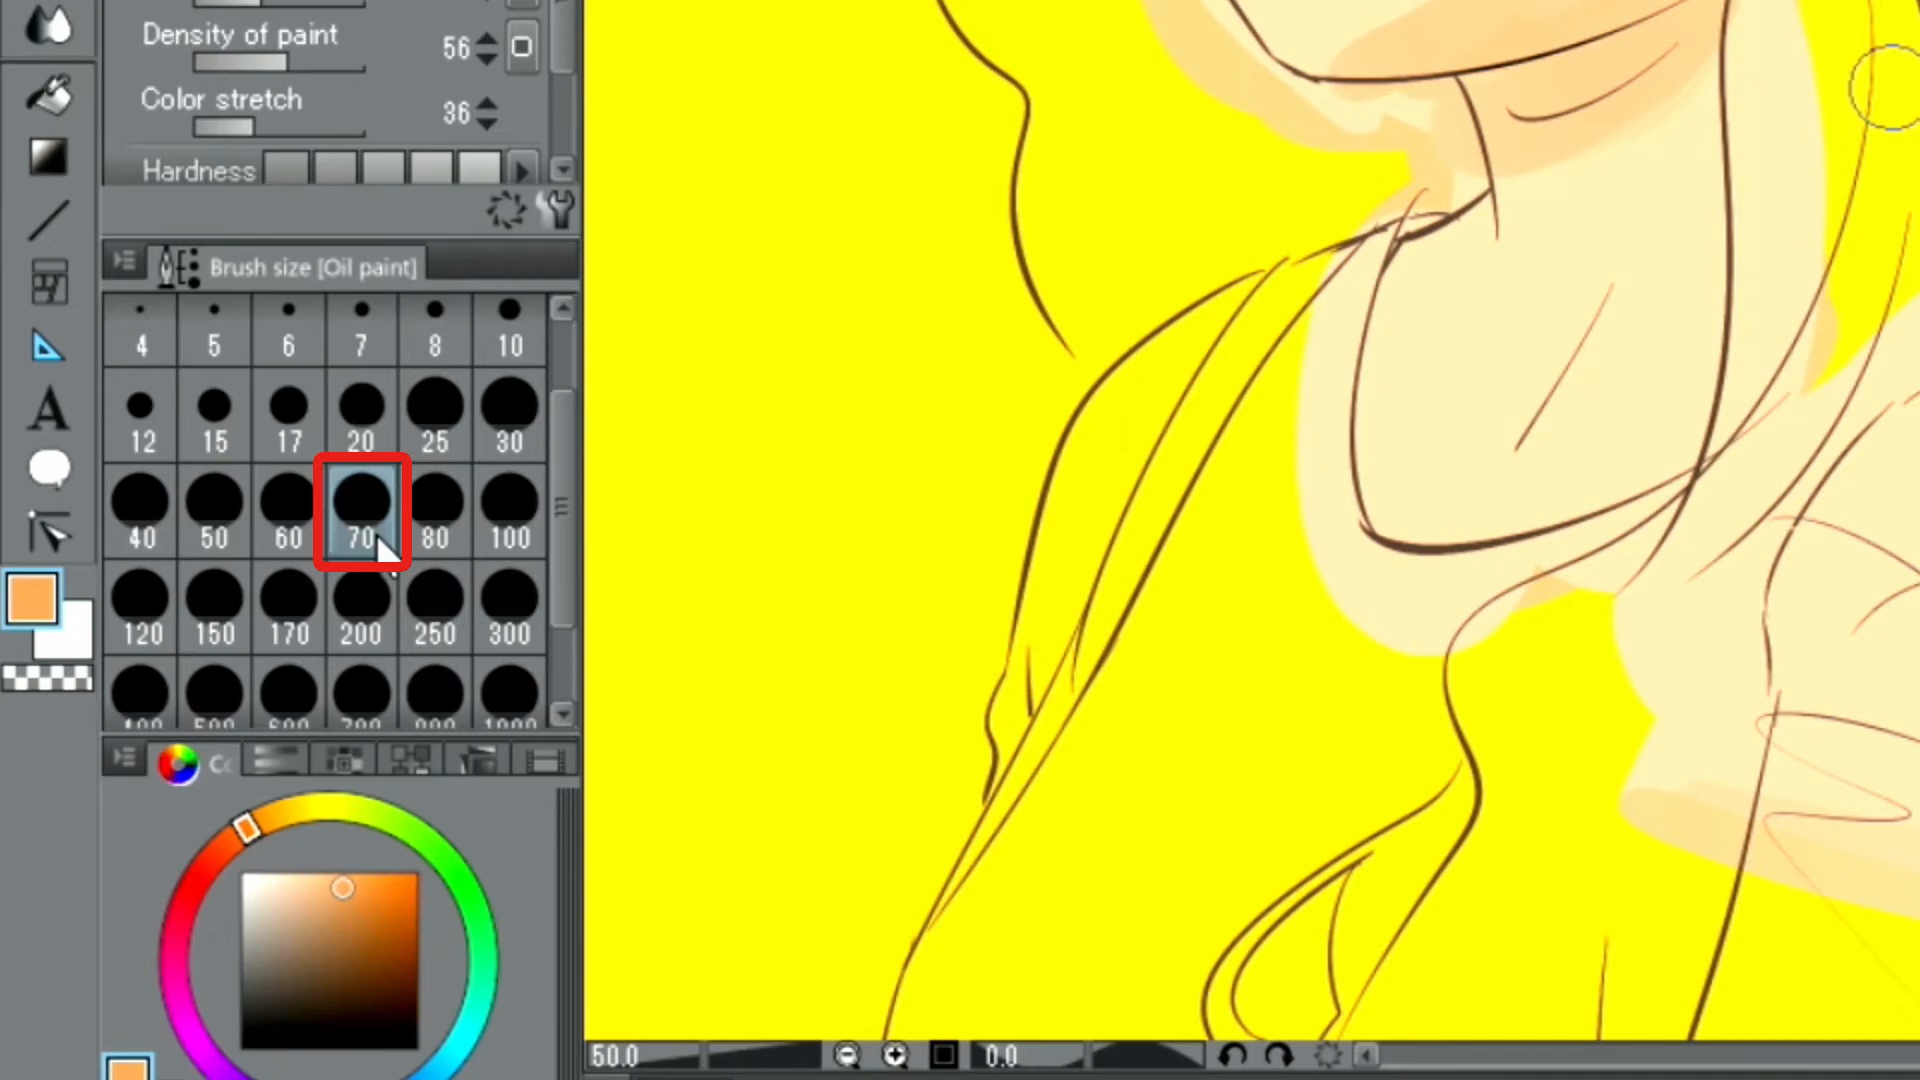 Density of paint 56
Color stretch 36
Hardness
Brush size [Oil paint]
4 5 6 7 8 10
12 15 17 20 25 30
40 50 60 70 80 100
120 150 170 200 250 300
A
50.0 0.0